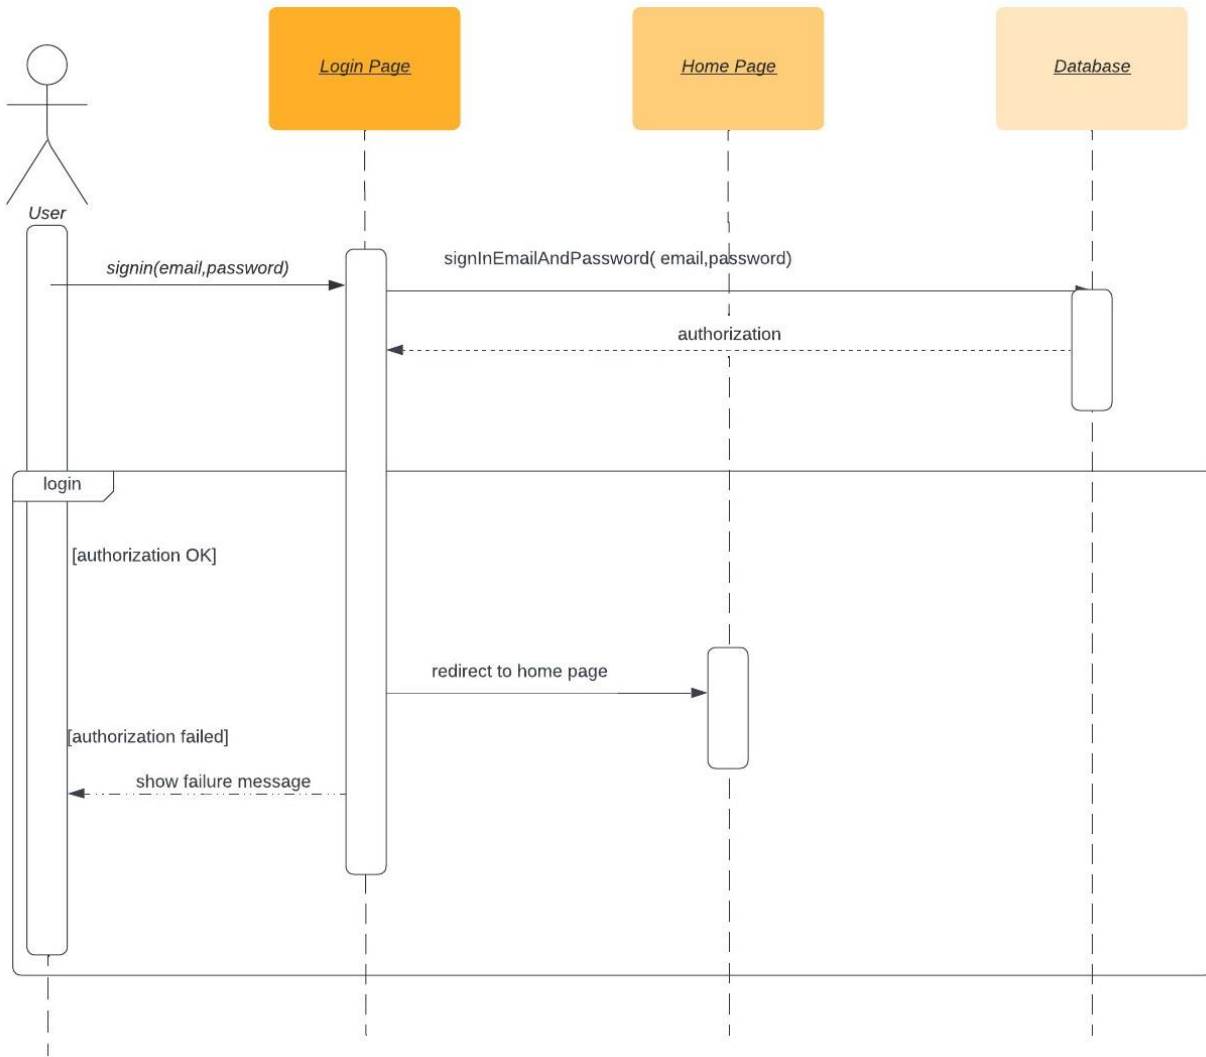 Login Page
Home Page
Database
User
signin(email,password)
signInEmailAndPassword( email,password)
authorization
login
[authorization OK]
redirect to home page
[authorization failed]
show failure message